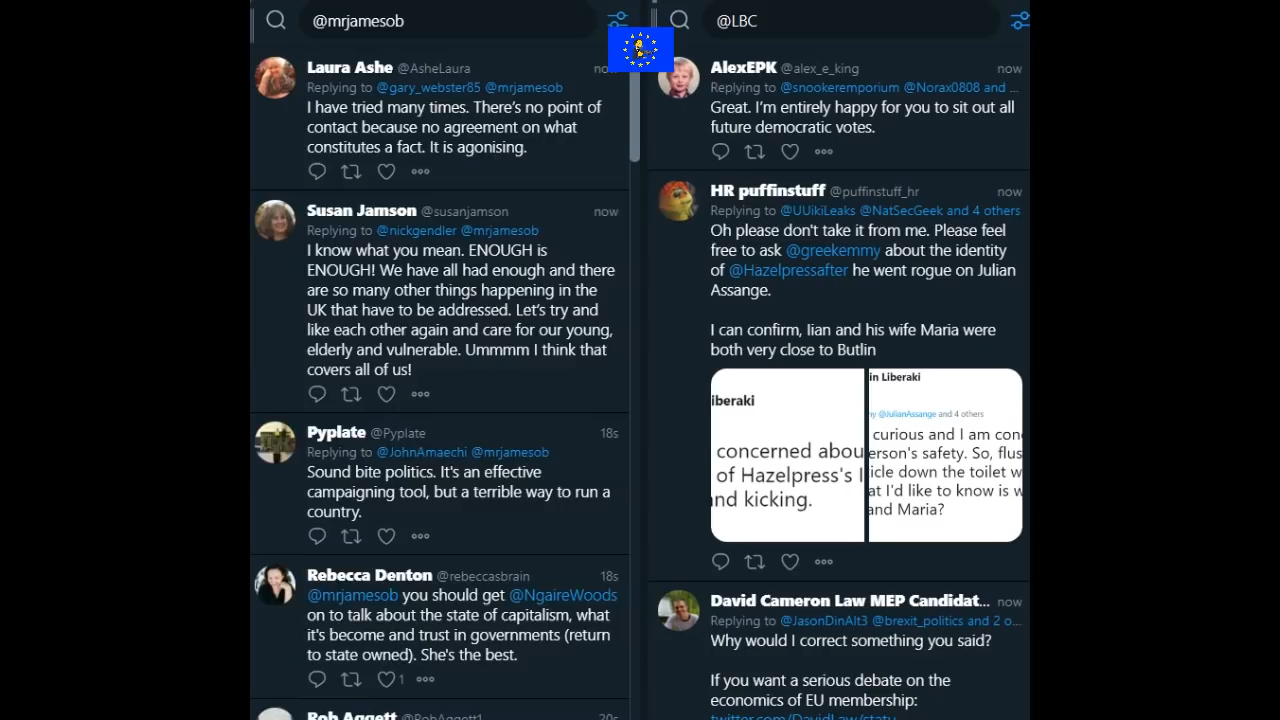 @mrjamesob
Laura Ashe @AsheLaura
Replying to @gary_webster85 @mrjamesob
I have tried many times. There's no point of
contact because no agreement on what
constitutes a fact. It is agonising.
Susan Jamson @susanjamson now
Replying to @nickgendler @mrjamesob
I know what you mean. ENOUGH is
ENOUGH! We have all had enough and there
are so many other things happening in the
UK that have to be addressed. Let's try and
like each other again and care for our young,
elderly and vulnerable. Ummmm I think that
covers all of us!
Pyplate @Pyplate 18s
Replying to @JohnAmaechi @mrjamesob
Sound bite politics. It's an effective
campaigning tool, but a terrible way to run a
country.
Rebecca Denton @rebeccasbrain 18s
@mrjamesob you should get @NgaireWoods
on to talk about the state of capitalism, what
it's become and trust in governments (return
to state owned). She's the best.
1
Rob Aggett @RobAggett1 20s
@LBC
AlexEPK @alex_e_king now
Replying to @snookeremporium @Norax0808 and ...
Great. I'm entirely happy for you to sit out all
future democratic votes.
HR puffinstuff @puffinstuff_hr now
Replying to @UUikiLeaks @NatSecGeek and 4 others
Oh please don't take it from me. Please feel
free to ask @greekemmy about the identity
of @Hazelpressafter he went rogue on Julian
Assange.
I can confirm, Iian and his wife Maria were
both very close to Butlin
iberaki
concerned abou
of Hazelpress's I
nd kicking.
in Liberaki
y @JulianAssange and 4 others
curious and I am con
erson's safety. So, flus
icle down the toilet w
at I'd like to know is w
and Maria?
David Cameron Law MEP Candidat... now
Replying to @JasonDinAlt3 @brexit_politics and 2 o...
Why would I correct something you said?
If you want a serious debate on the
economics of EU membership:
twitter.com/DavidLaw/statu